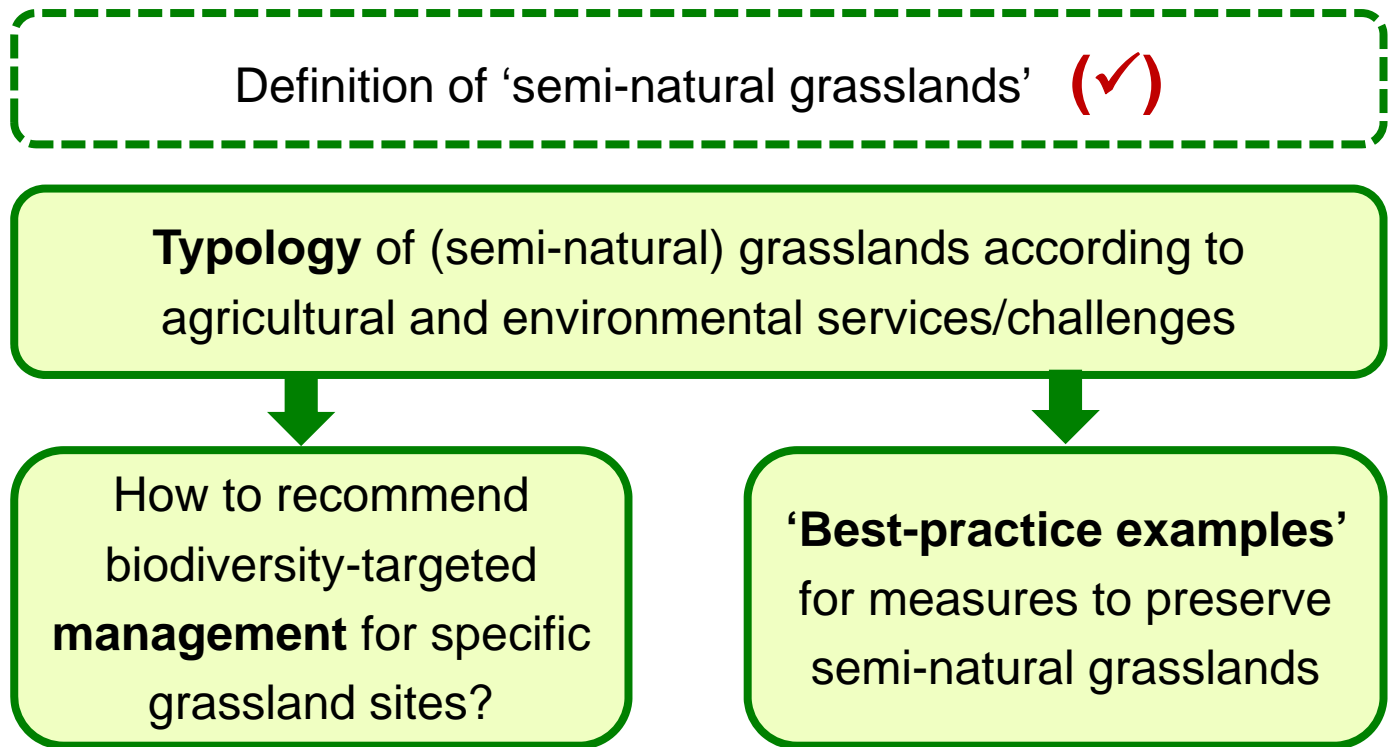 Definition of ‘semi-natural grasslands’ (✓)
Typology of (semi-natural) grasslands according to
agricultural and environmental services/challenges
How to recommend
biodiversity-targeted
management for specific
grassland sites?
‘Best-practice examples’
for measures to preserve
semi-natural grasslands